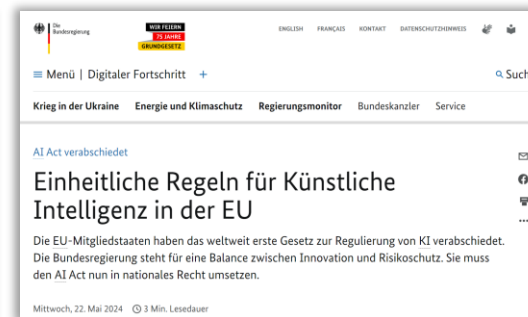 Die
Bundesregierung
WIR FEIERN
75 JAHRE
GRUNDGESETZ
ENGLISH FRANÇAIS KONTAKT DATENSCHUTZHINWEIS
Menü | Digitaler Fortschritt +
Such
Krieg in der Ukraine Energie und Klimaschutz Regierungsmonitor Bundeskanzler Service
AI Act verabschiedet
Einheitliche Regeln für Künstliche
Intelligenz in der EU
Die EU-Mitgliedstaaten haben das weltweit erste Gesetz zur Regulierung von KI verabschiedet.
Die Bundesregierung steht für eine Balance zwischen Innovation und Risikoschutz. Sie muss
den AI Act nun in nationales Recht umsetzen.
Mittwoch, 22. Mai 2024 3 Min. Lesedauer